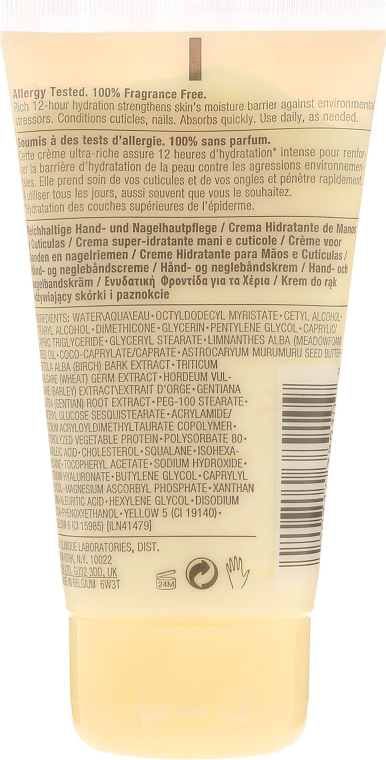 Allergy Tested. 100% Fragrance Free.
Rich 12-hour hydration strengthens skin's moisture barrier against environmental
stressors. Conditions cuticles, nails. Absorbs quickly. Use daily, as needed.
Soumis à des tests d'allergie. 100% sans parfum.
Cette crème ultra-riche assure 12 heures d'hydratation* intense pour renfor-
cer la barrière d'hydratation de la peau contre les agressions environnemen-
tales. Elle prend soin de vos cuticules et de vos ongles et pénètre rapidement.
À utiliser tous les jours, aussi souvent que vous le souhaitez.
Hydratation des couches supérieures de l'épiderme.
Reichhaltige Hand- und Nagelhautpflege / Crema Hidratante de Manos
y Cutículas / Crema super-idratante mani e cuticole / Crème voor
handen en nagelriemen / Creme Hidratante para Mãos e Cutículas /
Hånd- og neglebåndscreme / Hånd- og neglebåndskrem / Hand- och
nagelbandskräm / Ενυδατική Φροντίδα για τα Χέρια / Krem do rąk
odżywiający skórki i paznokcie
INGREDIENTS: WATER\AQUA\EAU • OCTYLDODECYL MYRISTATE • CETYL ALCOHOL •
STEARYL ALCOHOL • DIMETHICONE • GLYCERIN • PENTYLENE GLYCOL • CAPRYLIC/
CAPRIC TRIGLYCERIDE • GLYCERYL STEARATE • LIMNANTHES ALBA (MEADOWFOAM)
SEED OIL • COCO-CAPRYLATE/CAPRATE • ASTROCARYUM MURUMURU SEED BUTTER
BETULA ALBA (BIRCH) BARK EXTRACT • TRITICUM
VULGARE (WHEAT) GERM EXTRACT • HORDEUM VUL-
GARE (BARLEY) EXTRACT\EXTRAIT D'ORGE • GENTIANA
LUTEA (GENTIAN) ROOT EXTRACT • PEG-100 STEARATE •
METHYL GLUCOSE SESQUISTEARATE • ACRYLAMIDE/
SODIUM ACRYLOYLDIMETHYLTAURATE COPOLYMER •
HYDROLYZED VEGETABLE PROTEIN • POLYSORBATE 80 •
LINOLEIC ACID • CHOLESTEROL • SQUALANE • ISOHEXA-
DECANE • TOCOPHERYL ACETATE • SODIUM HYDROXIDE •
SODIUM HYALURONATE • BUTYLENE GLYCOL • CAPRYLYL
GLYCOL • MAGNESIUM ASCORBYL PHOSPHATE • XANTHAN
ALEURITIC ACID • HEXYLENE GLYCOL • DISODIUM
PHENOXYETHANOL • YELLOW 5 (CI 19140) •
YELLOW 6 (CI 15985) [ILN41479]
CLINIQUE LABORATORIES, DIST.
NEW YORK, N.Y. 10022
GU32 3DD, UK
MADE IN BELGIUM 6W3T
24M